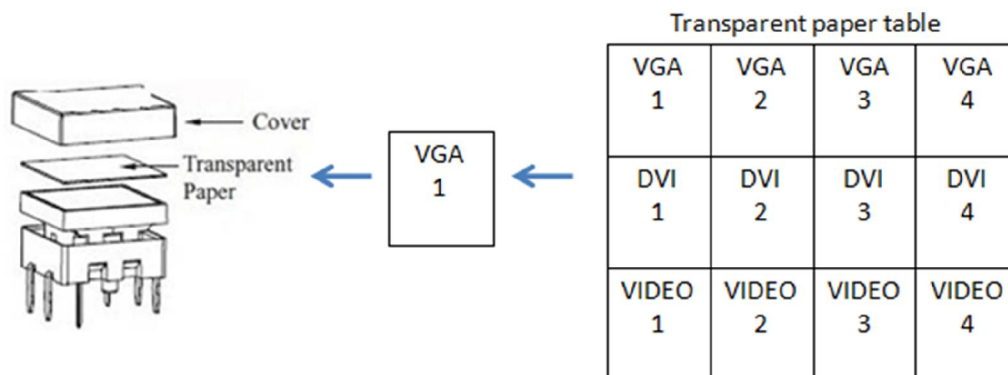 Transparent paper table
Cover
Transparent
Paper
VGA
1
VGA
1
VGA
2
VGA
3
VGA
4
DVI
1
DVI
2
DVI
3
DVI
4
VIDEO
1
VIDEO
2
VIDEO
3
VIDEO
4